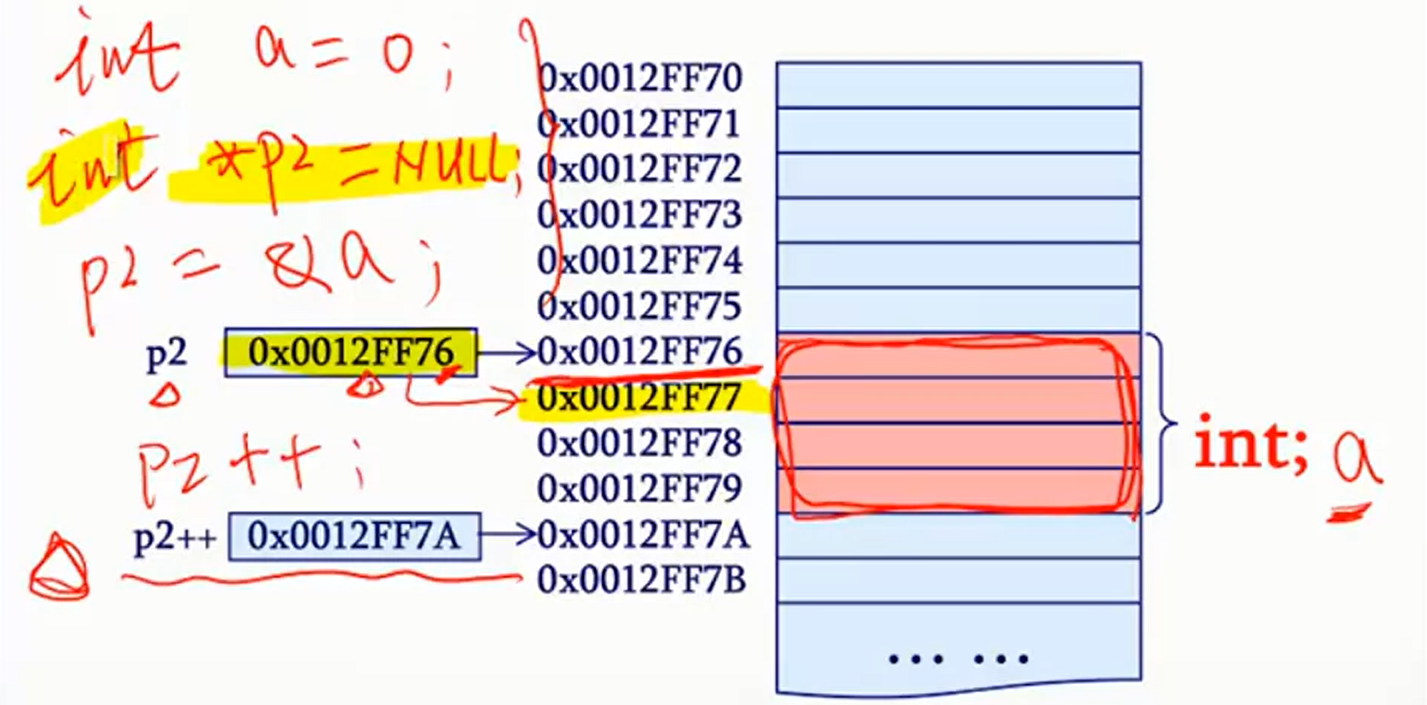 int a = 0;
int *p2 = NULL;
p2 = &a;
p2 0x0012FF76
p2++;
p2++ 0x0012FF7A
0x0012FF70
0x0012FF71
0x0012FF72
0x0012FF73
0x0012FF74
0x0012FF75
0x0012FF76
0x0012FF77
0x0012FF78
0x0012FF79
0x0012FF7A
0x0012FF7B
... ...
int; a